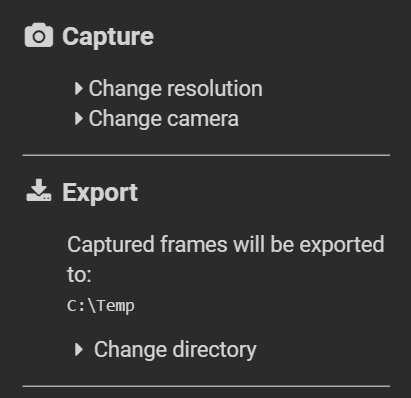 Capture
Change resolution
Change camera
Export
Captured frames will be exported
to:
C:\Temp
Change directory